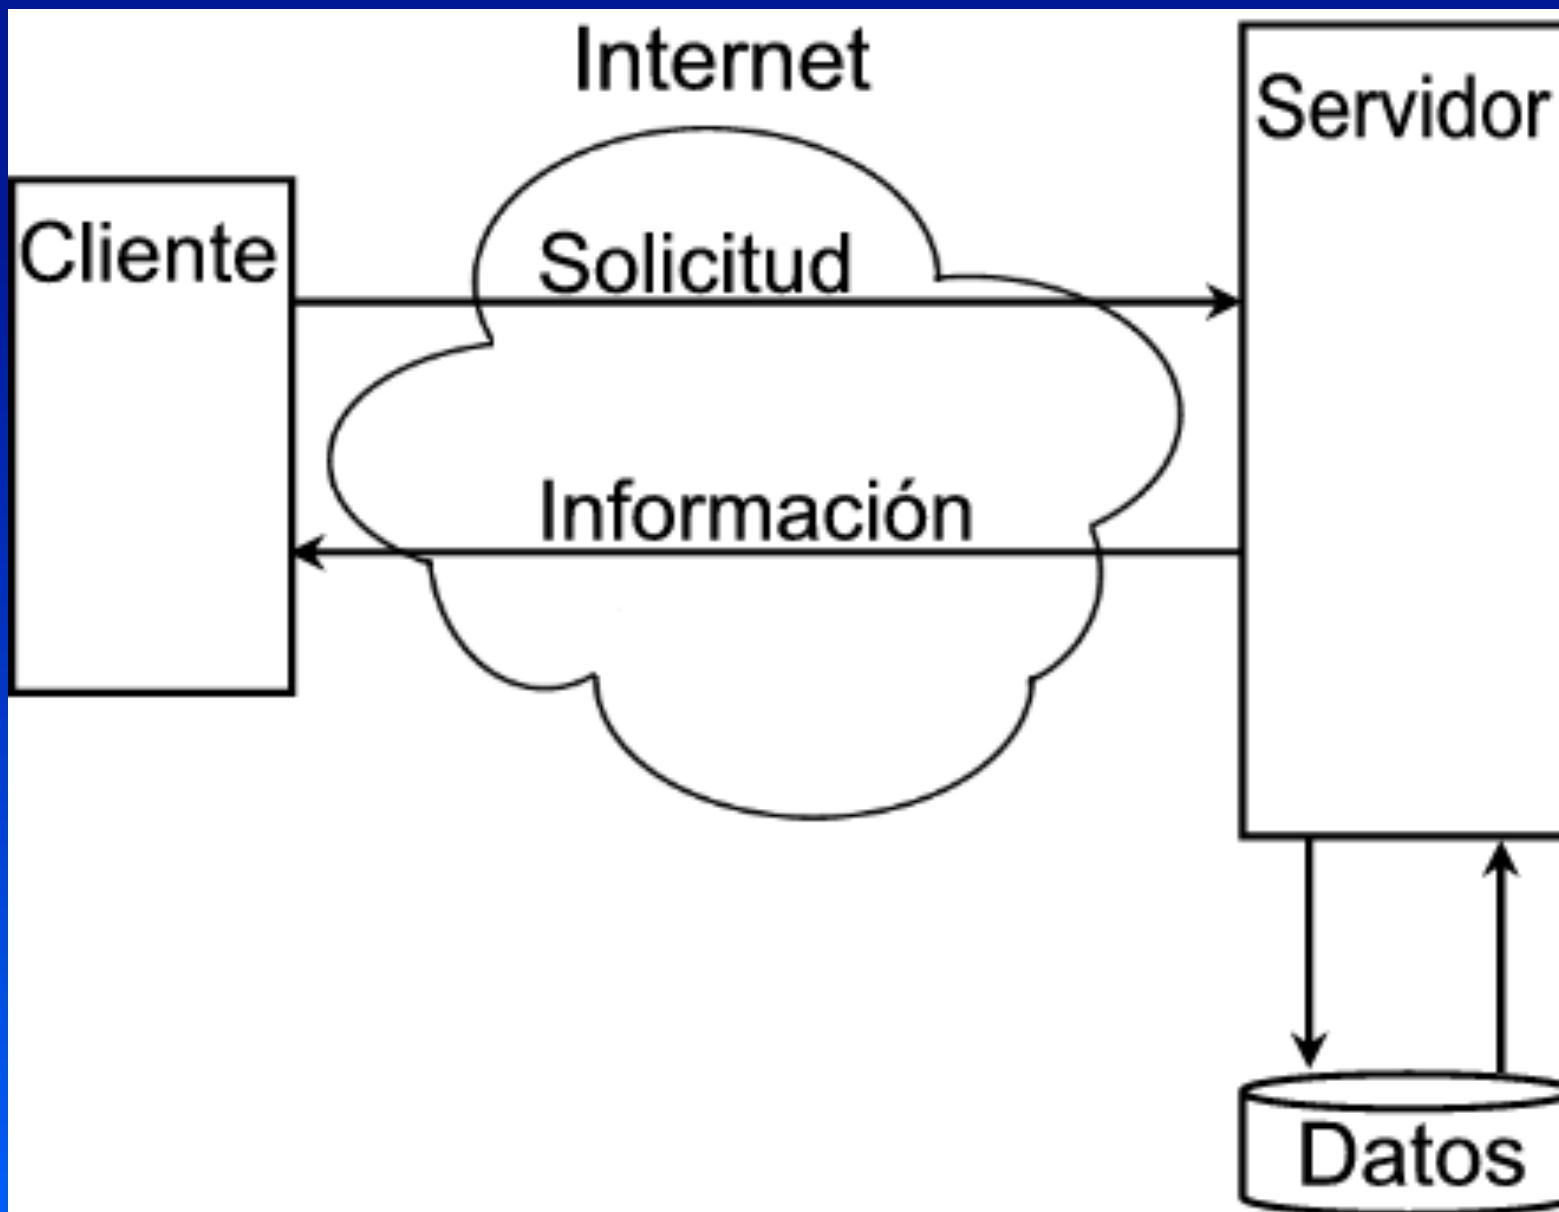 Internet
Servidor
Cliente
Solicitud
Información
Datos